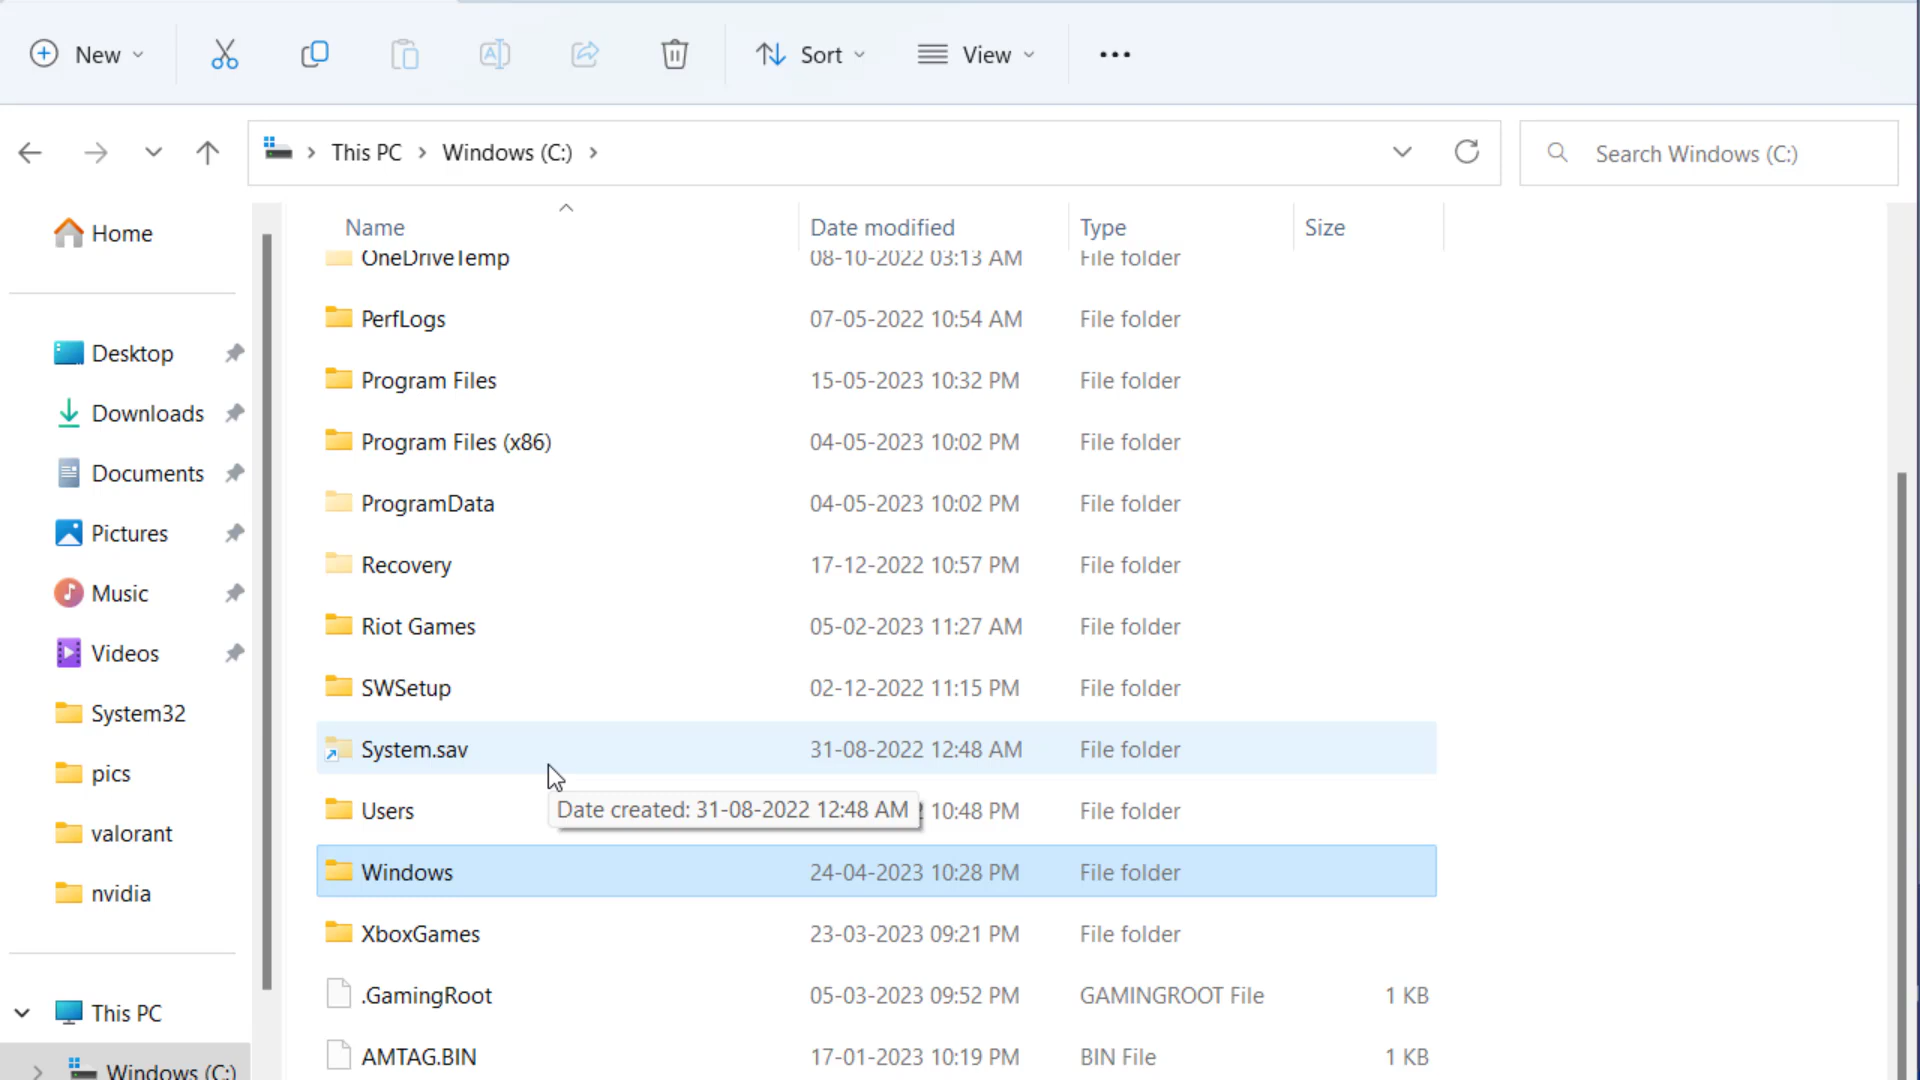 New Sort View
This PC Windows (C:) Search Windows (C:)
Home
Desktop
Downloads
Documents
Pictures
Music
Videos
System32
pics
valorant
nvidia
This PC
Windows (C:)
Name Date modified Type Size
OneDriveTemp 08-10-2022 03:13 AM File folder
PerfLogs 07-05-2022 10:54 AM File folder
Program Files 15-05-2023 10:32 PM File folder
Program Files (x86) 04-05-2023 10:02 PM File folder
ProgramData 04-05-2023 10:02 PM File folder
Recovery 17-12-2022 10:57 PM File folder
Riot Games 05-02-2023 11:27 AM File folder
SWSetup 02-12-2022 11:15 PM File folder
System.sav 31-08-2022 12:48 AM File folder
Users 10:48 PM File folder
Date created: 31-08-2022 12:48 AM
Windows 24-04-2023 10:28 PM File folder
XboxGames 23-03-2023 09:21 PM File folder
.GamingRoot 05-03-2023 09:52 PM GAMINGROOT File 1 KB
AMTAG.BIN 17-01-2023 10:19 PM BIN File 1 KB